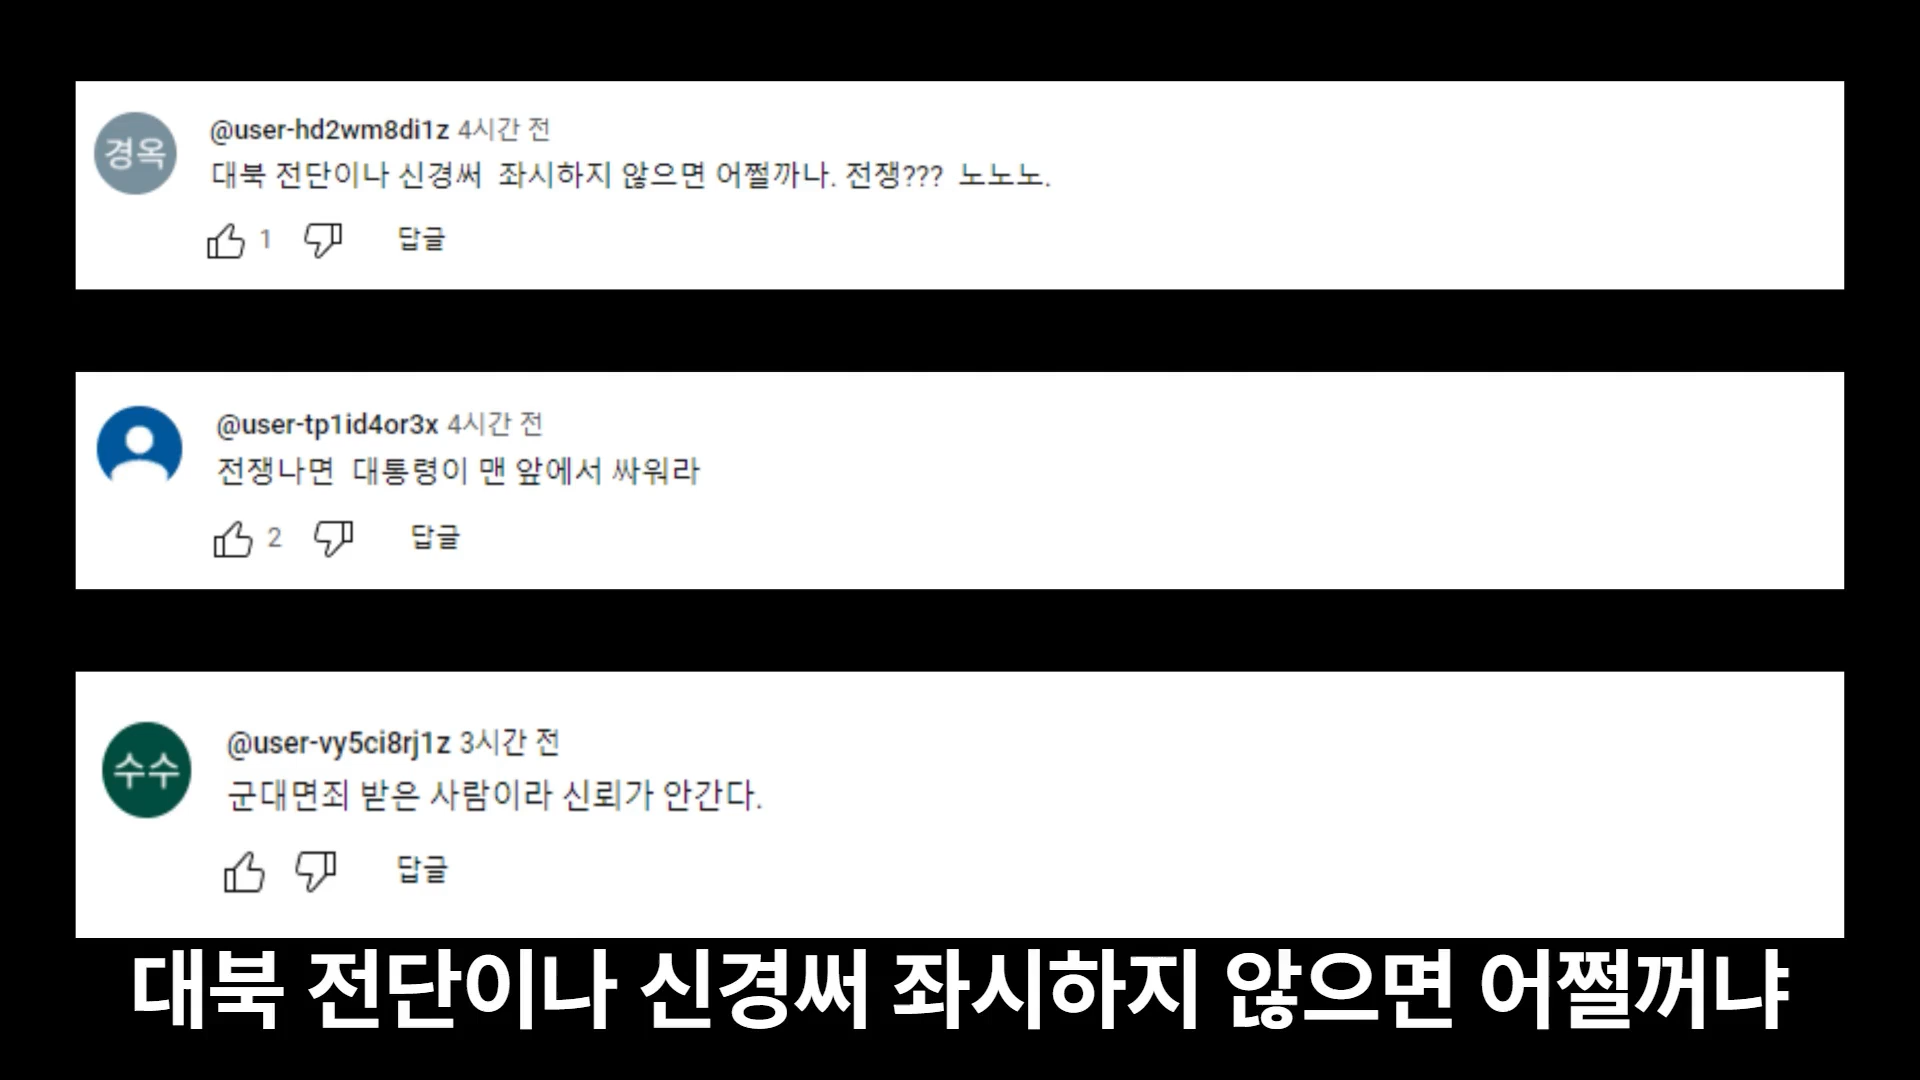 경옥
@user-hd2wm8di1z 4시간 전
대북 전단이나 신경써 좌시하지 않으면 어쩔까나. 전쟁??? 노노노.
1 답글
@user-tp1id4or3x 4시간 전
전쟁나면 대통령이 맨 앞에서 싸워라
2 답글
수수
@user-vy5ci8rj1z 3시간 전
군대면죄 받은 사람이라 신뢰가 안간다.
답글
대북 전단이나 신경써 좌시하지 않으면 어쩔꺼냐